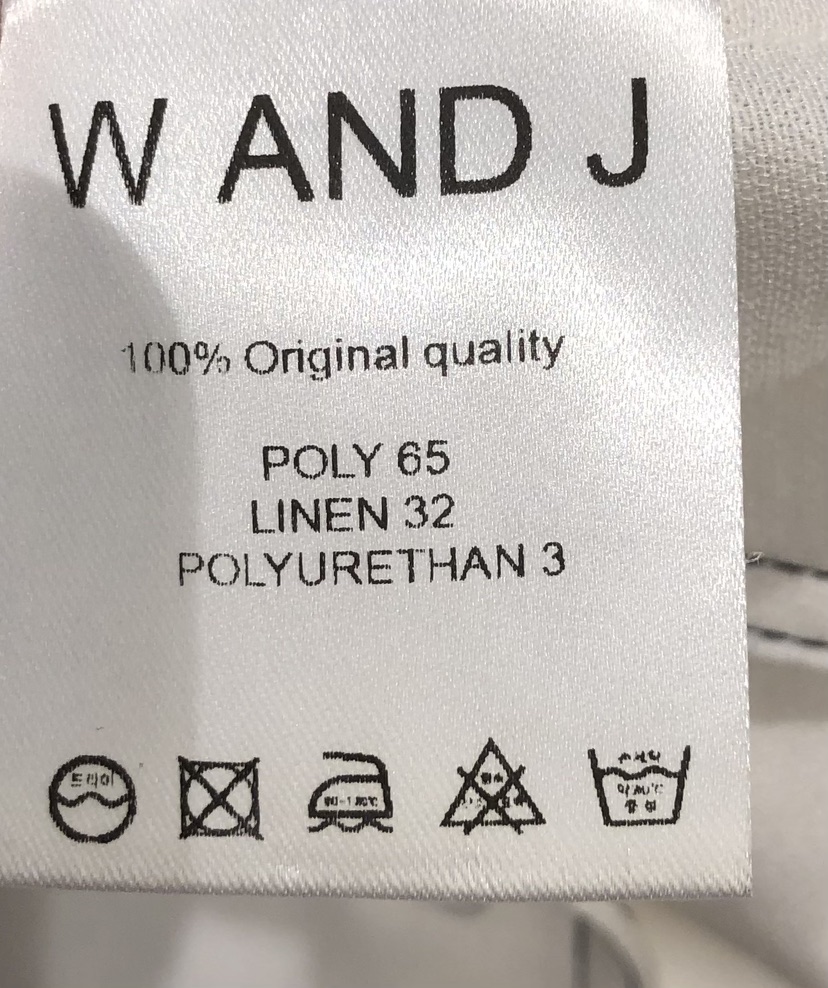 W AND J
100% Original quality
POLY 65
LINEN 32
POLYURETHAN 3
드라이